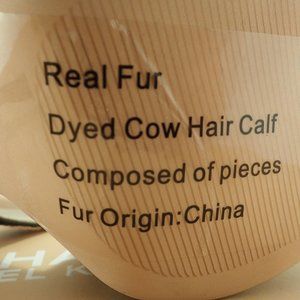 Real Fur
Dyed Cow Hair Calf
Composed of pieces
Fur Origin:China